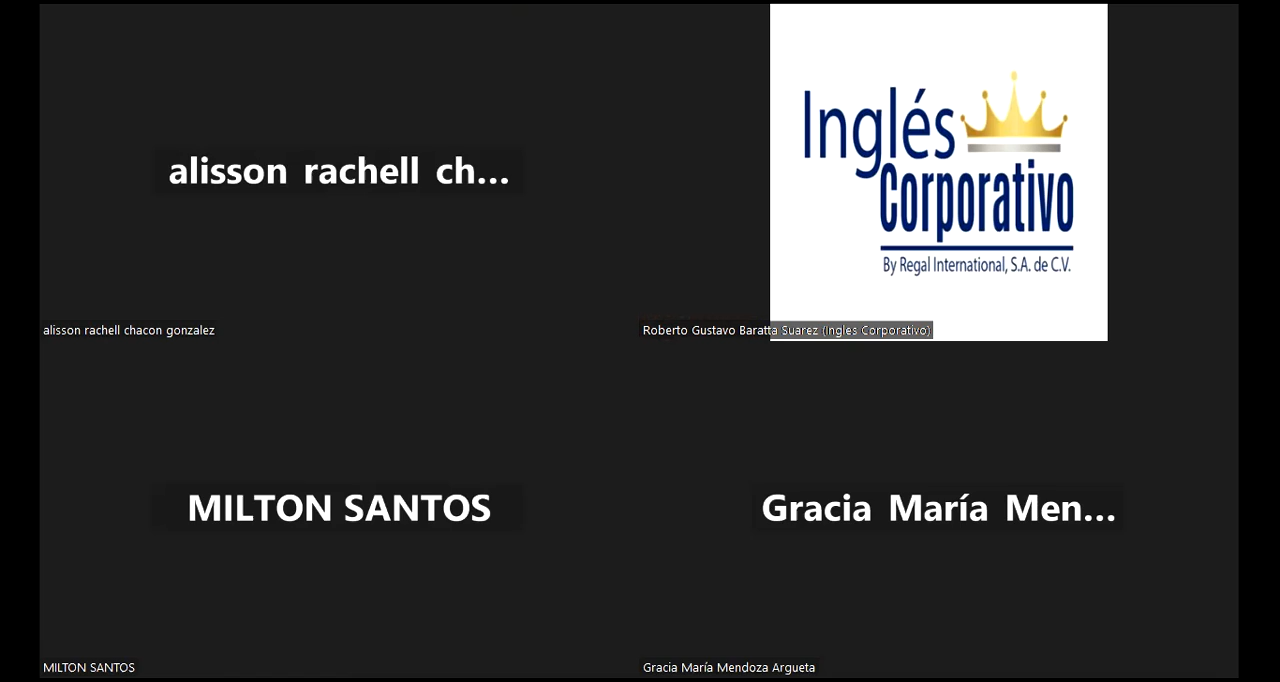 alisson rachell ch...
alisson rachell chacon gonzalez
Inglés
Corporativo
By Regal International, S.A. de C.V.
Roberto Gustavo Baratta Suarez (Ingles Corporativo)
MILTON SANTOS
MILTON SANTOS
Gracia María Men...
Gracia María Mendoza Argueta